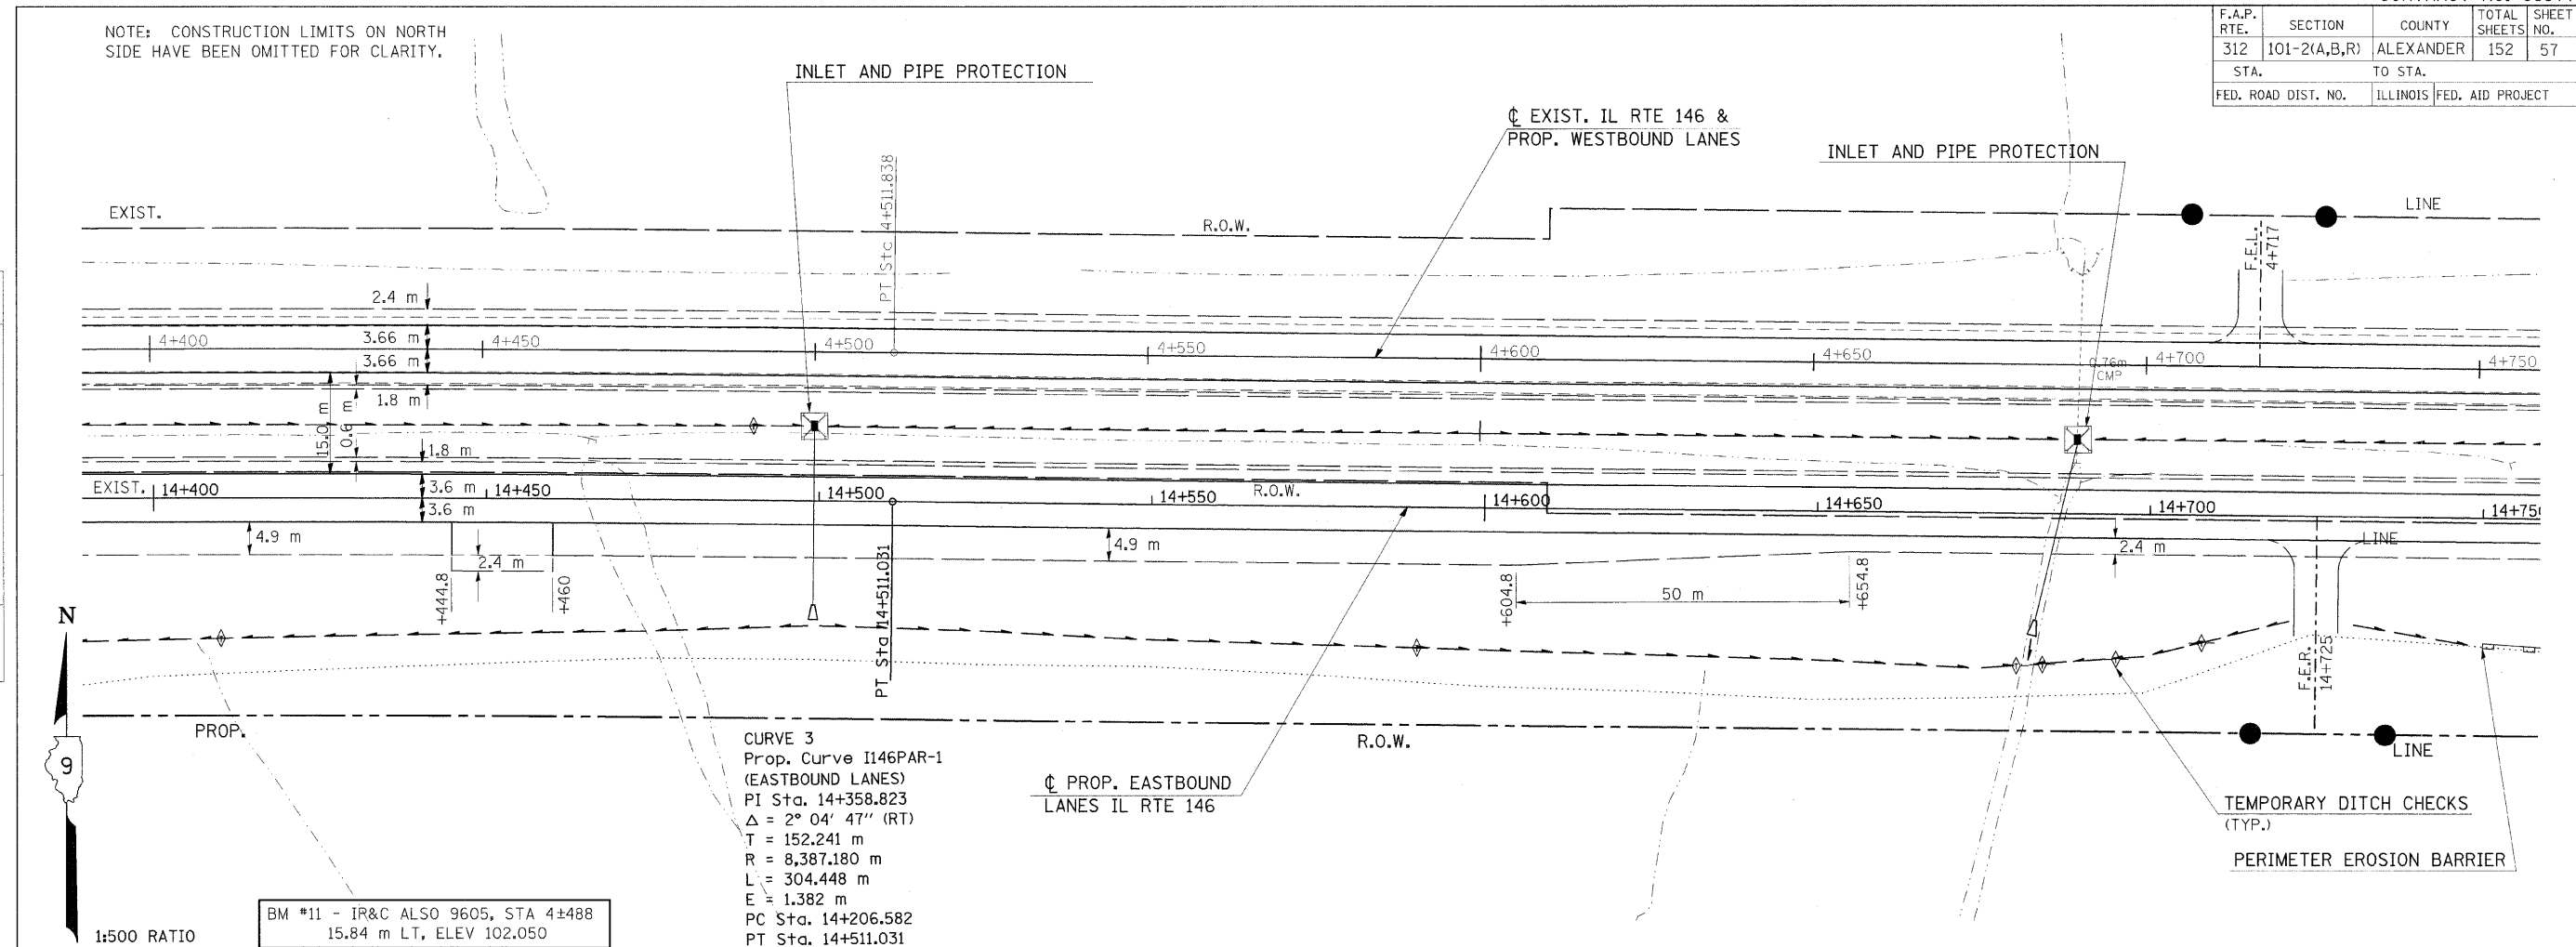 NOTE: CONSTRUCTION LIMITS ON NORTH
SIDE HAVE BEEN OMITTED FOR CLARITY.
F.A.P. RTE.
SECTION
COUNTY
TOTAL SHEETS
SHEET NO.
312
101-2(A,B,R)
ALEXANDER
152
57
STA.
TO STA.
FED. ROAD DIST. NO.
ILLINOIS
FED. AID PROJECT
INLET AND PIPE PROTECTION
℄ EXIST. IL RTE 146 &
PROP. WESTBOUND LANES
INLET AND PIPE PROTECTION
EXIST.
R.O.W.
LINE
PT Sta 4+511.838
F.E.L.
4+717
2.4 m
3.66 m
3.66 m
4+400
4+450
4+500
4+550
4+600
4+650
4+700
4+750
0.76m
CMP
1.8 m
15.0 m
0.6 m
1.8 m
EXIST.
14+400
14+450
14+500
14+550
R.O.W.
14+600
14+650
14+700
14+750
3.6 m
3.6 m
4.9 m
2.4 m
4.9 m
2.4 m
LINE
+444.8
+460
PT Sta 14+511.031
+604.8
50 m
+654.8
F.E.R.
14+725
N
9
PROP.
R.O.W.
LINE
CURVE 3
Prop. Curve I146PAR-1
(EASTBOUND LANES)
PI Sta. 14+358.823
Δ = 2° 04' 47'' (RT)
T = 152.241 m
R = 8,387.180 m
L = 304.448 m
E = 1.382 m
PC Sta. 14+206.582
PT Sta. 14+511.031
℄ PROP. EASTBOUND
LANES IL RTE 146
TEMPORARY DITCH CHECKS
(TYP.)
PERIMETER EROSION BARRIER
BM #11 - IR&C ALSO 9605, STA 4±488
15.84 m LT, ELEV 102.050
1:500 RATIO